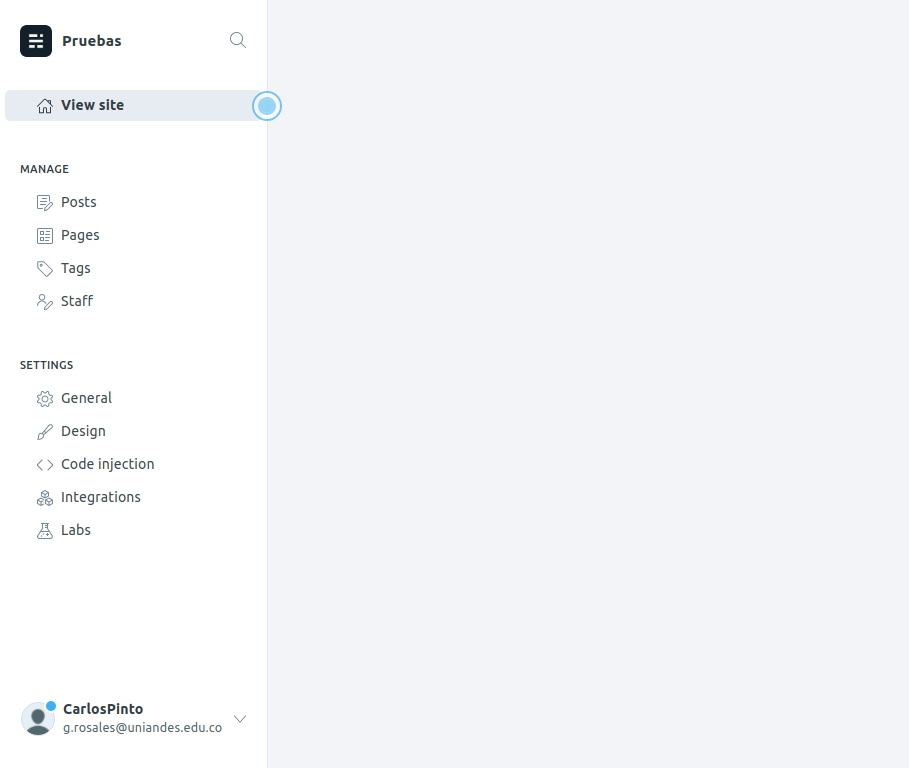 Pruebas
View site
MANAGE
Posts
Pages
Tags
Staff
SETTINGS
General
Design
Code injection
Integrations
Labs
CarlosPinto
g.rosales@uniandes.edu.co